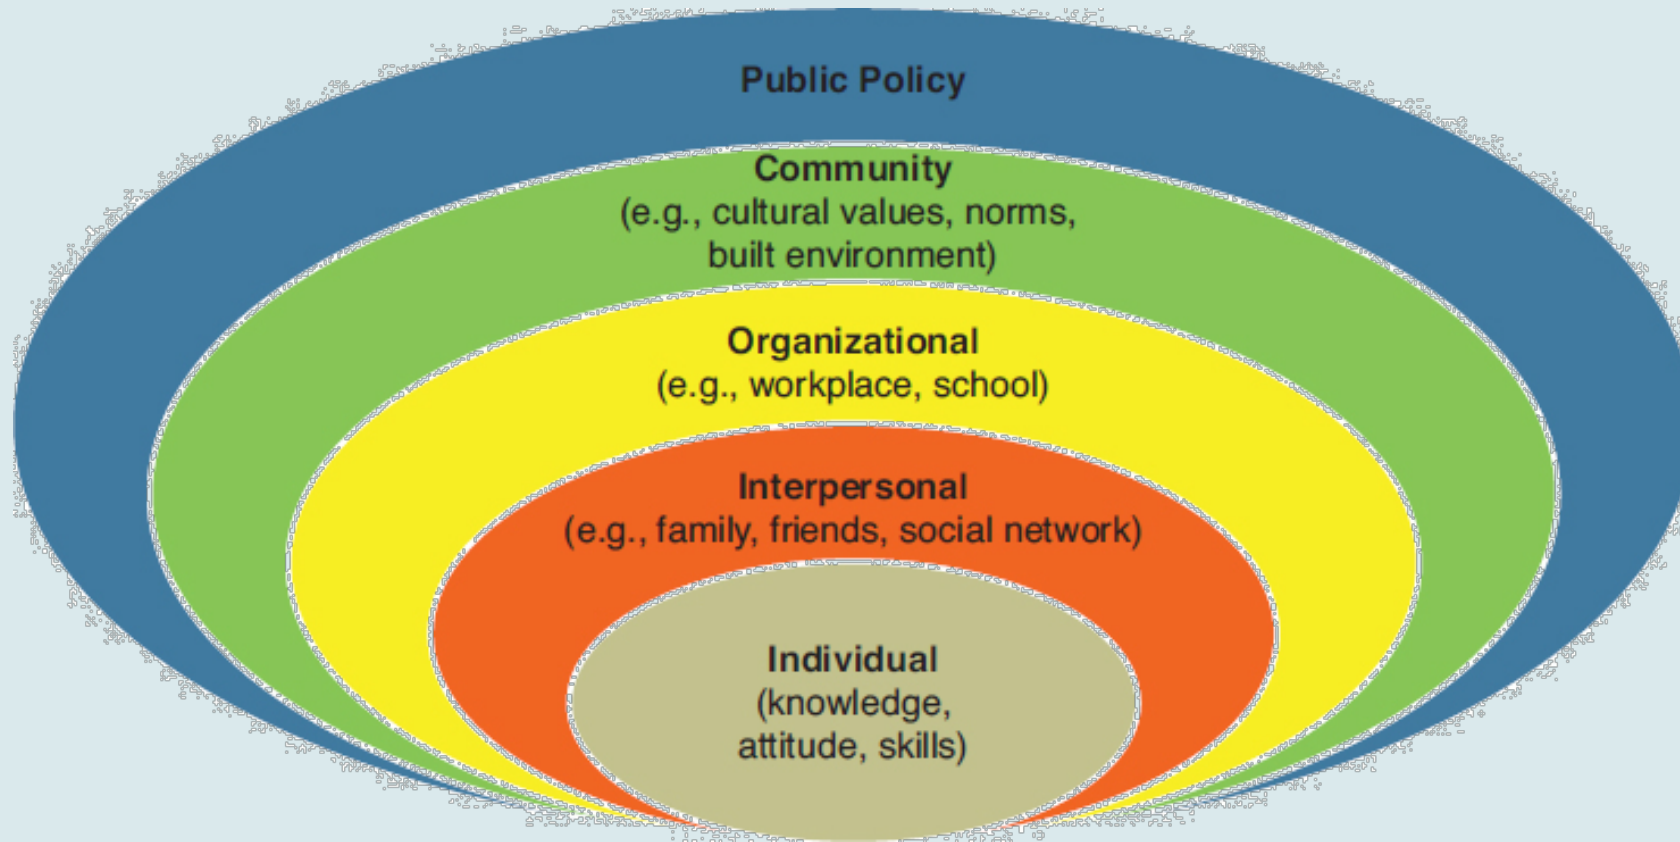 Public Policy
Community
(e.g., cultural values, norms,
built environment)
Organizational
(e.g., workplace, school)
Interpersonal
(e.g., family, friends, social network)
Individual
(knowledge,
attitude, skills)